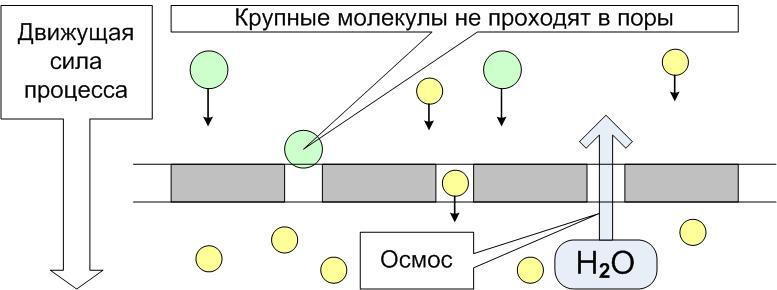 Крупные молекулы не проходят в поры
Движущая
сила
процесса
Осмос
H₂O